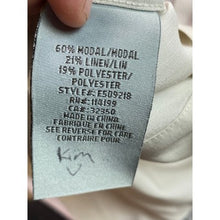 60% MODAL/MODAL
21% LINEN/LIN
19% POLYESTER/
POLYESTER
STYLE#: E509218
RN#: 114199
CA#: 32950
MADE IN CHINA/
FABRIQUE EN CHINE
SEE REVERSE FOR CARE
CONTRAIRE POUR
Kim